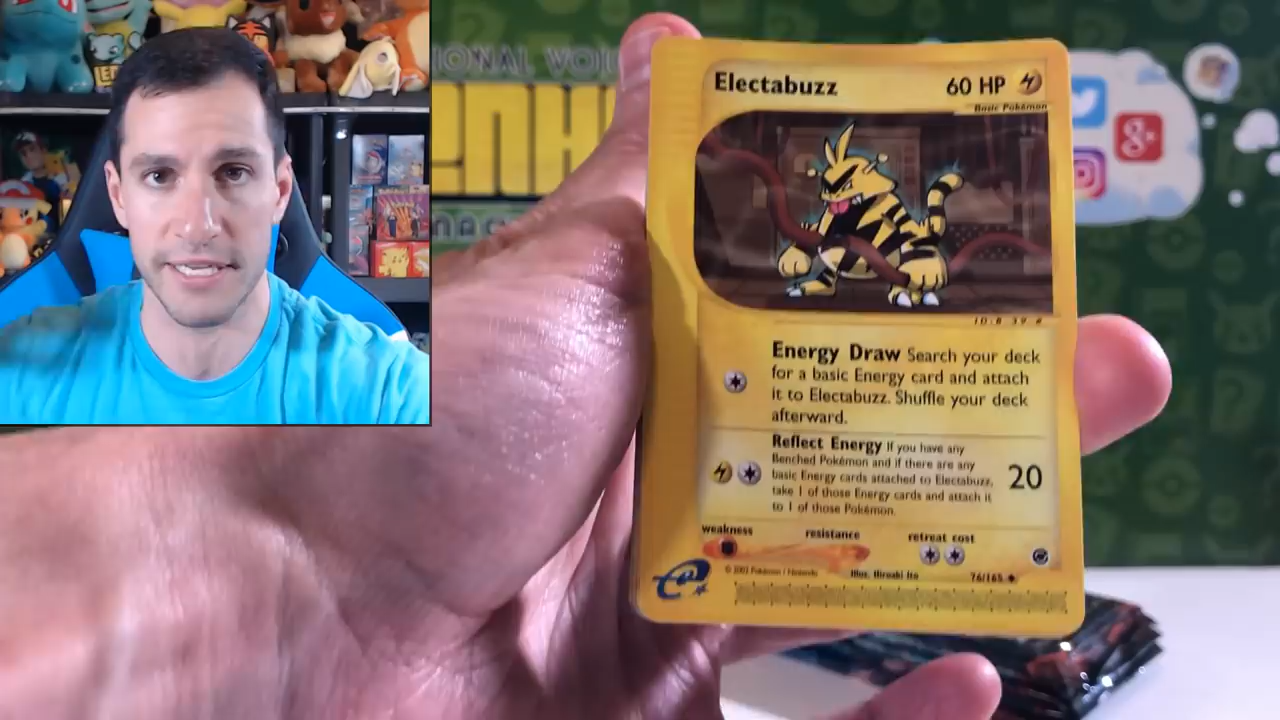 Electabuzz 60 HP
Basic Pokémon
Energy Draw Search your deck
for a basic Energy card and attach
it to Electabuzz. Shuffle your deck
afterward.
Reflect Energy If you have any
Benched Pokémon and if there are any
basic Energy cards attached to Electabuzz,
take 1 of those Energy cards and attach it
to 1 of those Pokémon.
20
weakness resistance retreat cost
© 2002 Pokémon / Nintendo Illus. Hiroaki Ito 76/165
e
g+